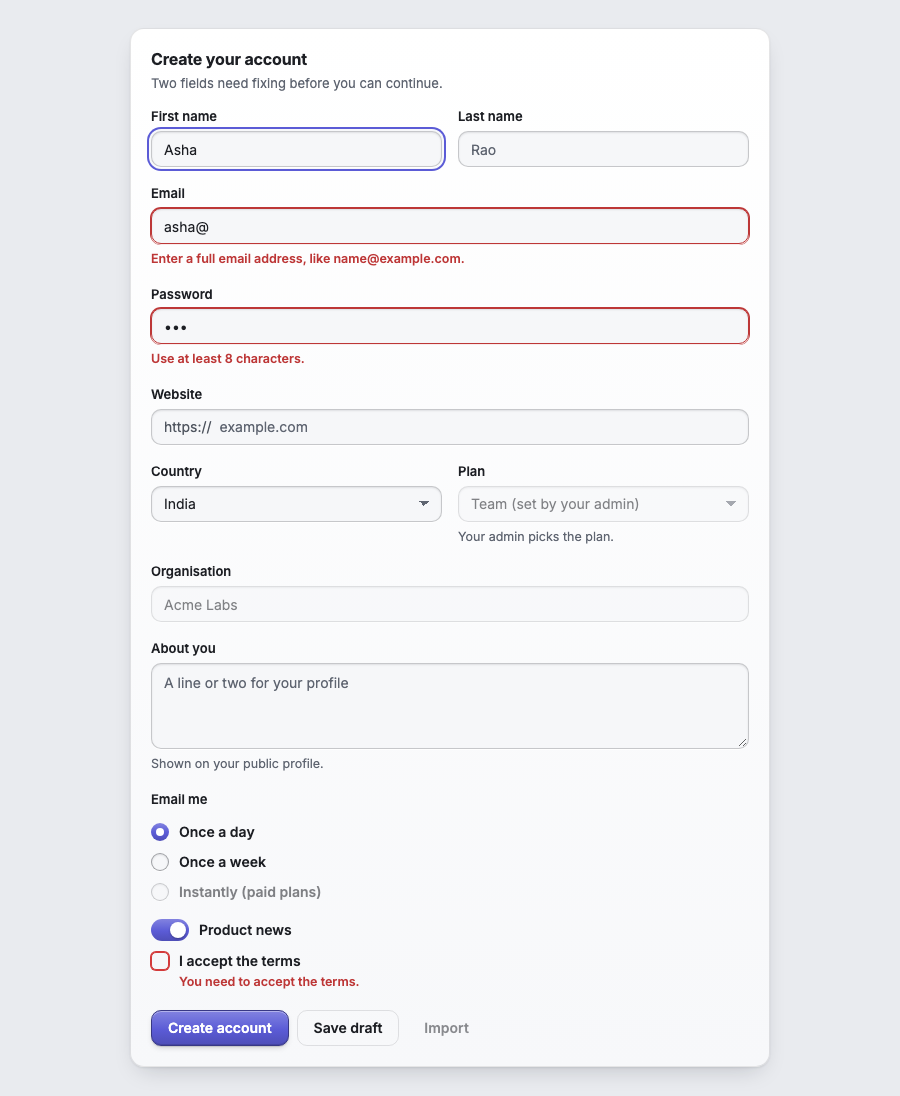 Create your account
Two fields need fixing before you can continue.
First name
Last name
Asha
Rao
Email
asha@
Enter a full email address, like name@example.com.
Password
•••
Use at least 8 characters.
Website
https:// example.com
Country
Plan
India
Team (set by your admin)
Your admin picks the plan.
Organisation
Acme Labs
About you
A line or two for your profile
Shown on your public profile.
Email me
Once a day
Once a week
Instantly (paid plans)
Product news
I accept the terms
You need to accept the terms.
Create account
Save draft
Import